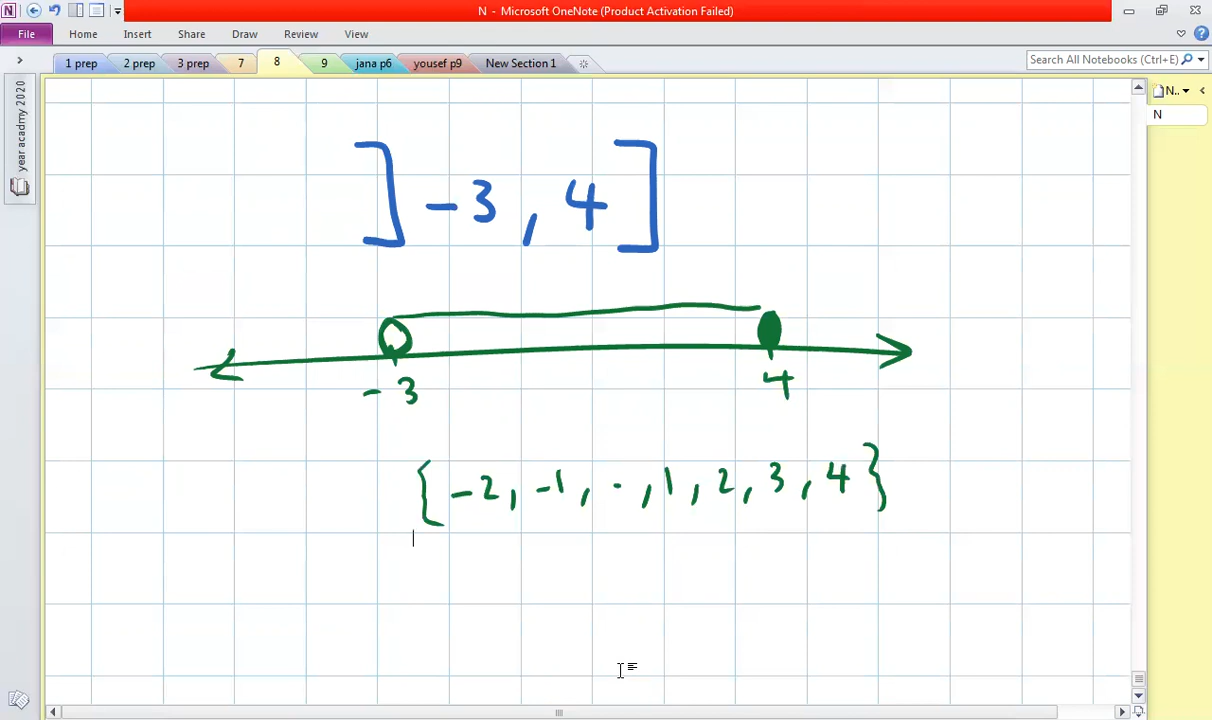 N - Microsoft OneNote (Product Activation Failed)
File Home Insert Share Draw Review View
1 prep 2 prep 3 prep 7 8 9 jana p6 yousef p9 New Section 1
Search All Notebooks (Ctrl+E)
year academy 2020
N..
N
]-3, 4]
-3 4
{-2, -1, -, 1, 2, 3, 4}